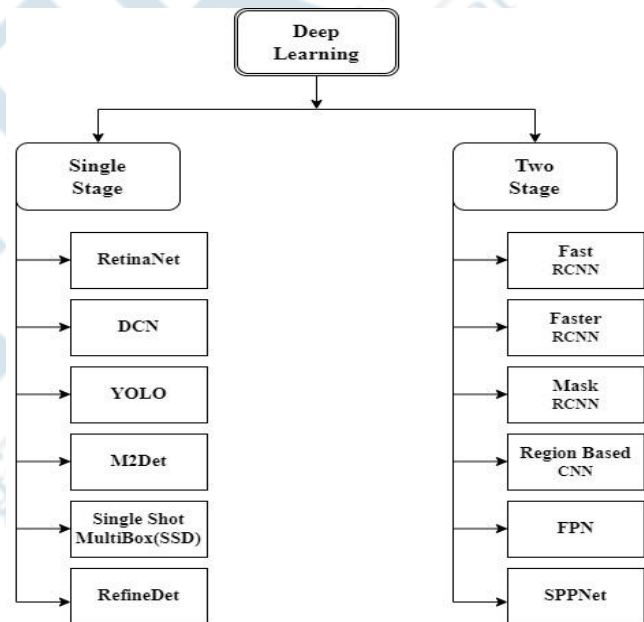 Deep
Learning
Single
Stage
RetinaNet
DCN
YOLO
M2Det
Single Shot
MultiBox(SSD)
RefineDet
Two
Stage
Fast
RCNN
Faster
RCNN
Mask
RCNN
Region Based
CNN
FPN
SPPNet